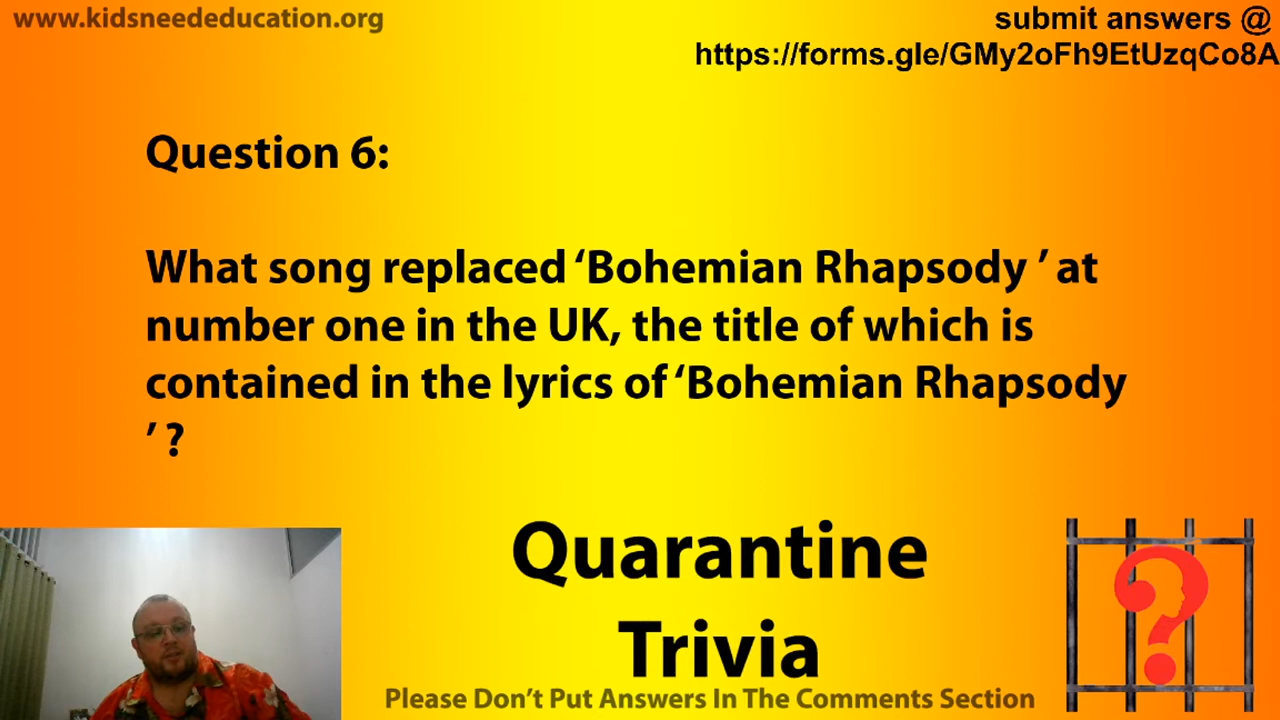 www.kidsneededucation.org
submit answers @
https://forms.gle/GMy2oFh9EtUzqCo8A
Question 6:
What song replaced ‘Bohemian Rhapsody ’ at
number one in the UK, the title of which is
contained in the lyrics of ‘Bohemian Rhapsody
’ ?
Quarantine
Trivia
Please Don’t Put Answers In The Comments Section